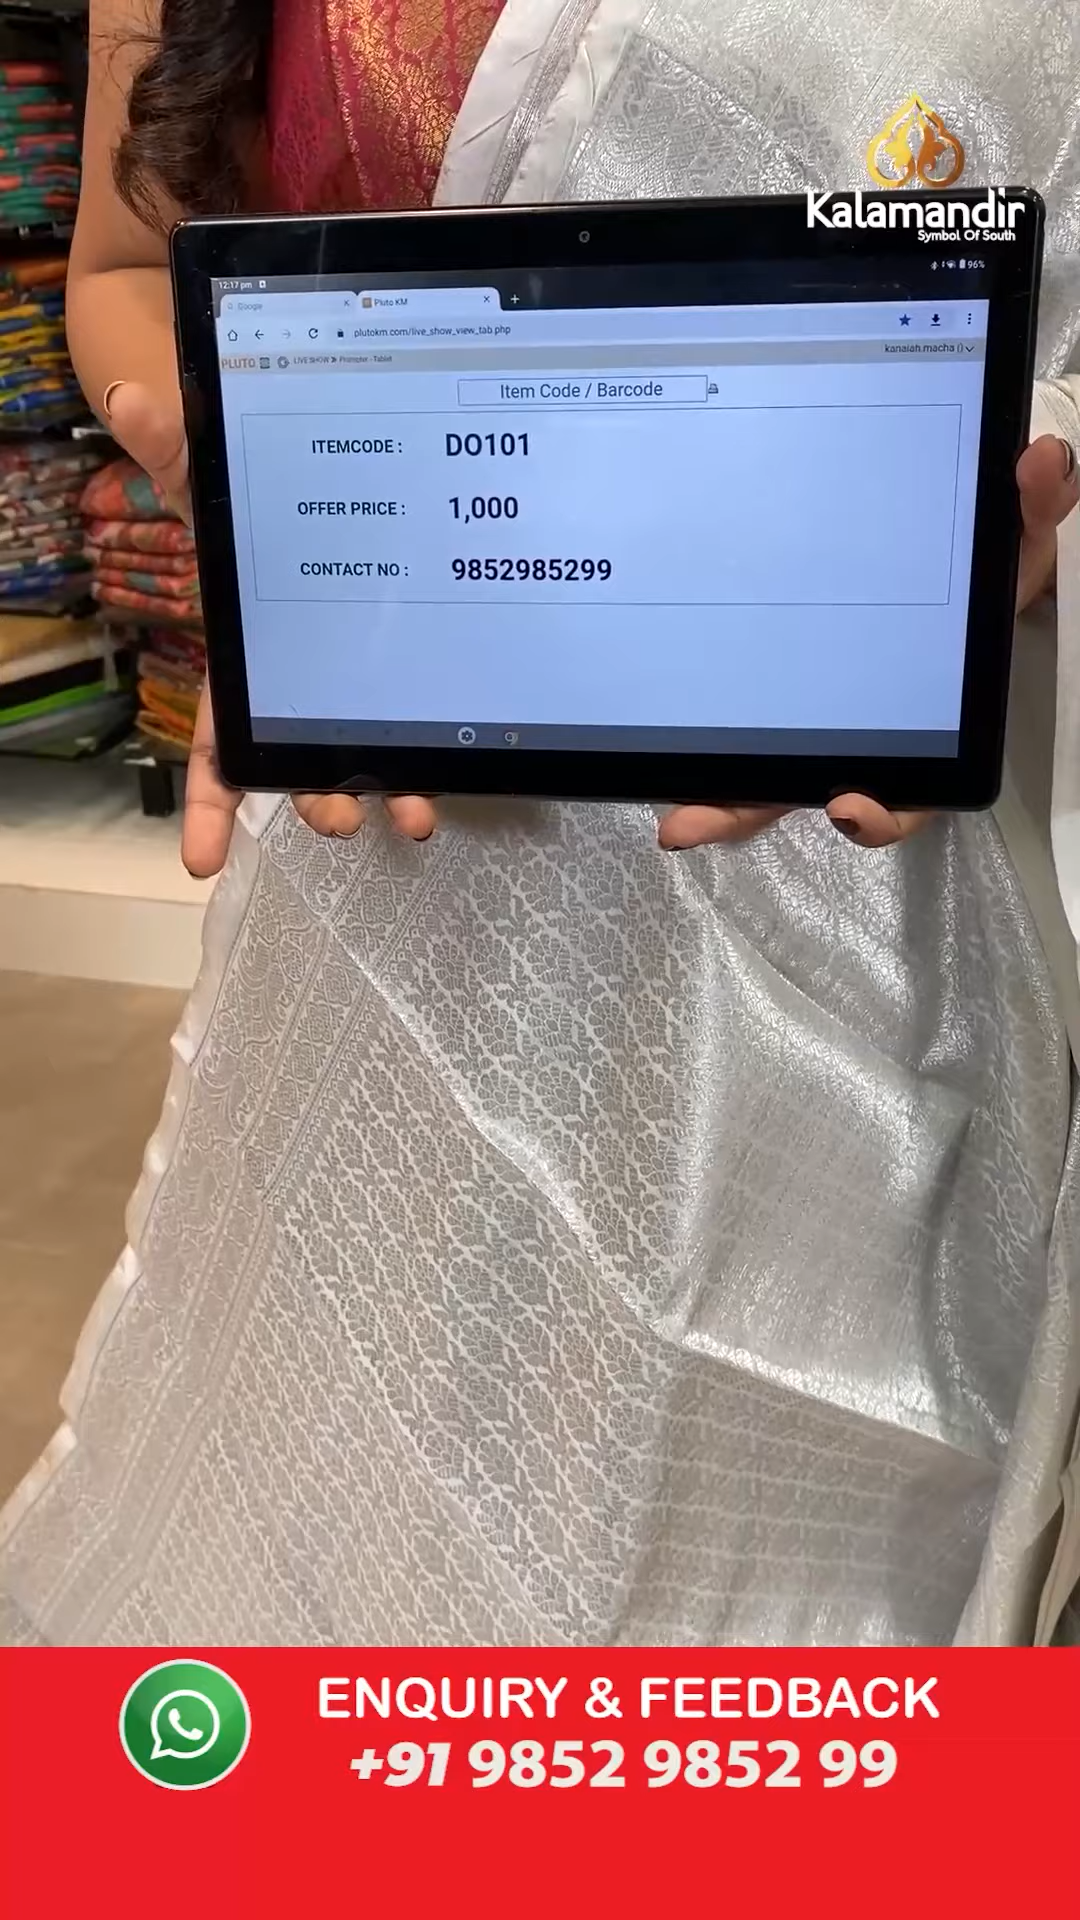 Kalamandir
Symbol Of South
12:17 pm
96%
Google
Pluto KM
plutokm.com/live_show_view_tab.php
PLUTO
LIVE SHOW » Promoter - Tablet
kanaiah.macha ()
Item Code / Barcode
ITEMCODE : DO101
OFFER PRICE : 1,000
CONTACT NO : 9852985299
ENQUIRY & FEEDBACK
+91 9852 9852 99